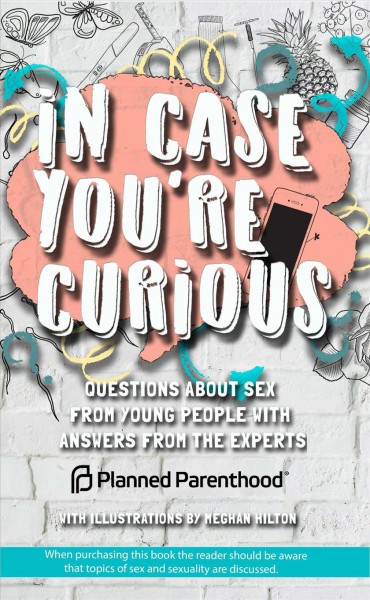 IN CASE
YOU'RE
CURIOUS
QUESTIONS ABOUT SEX
FROM YOUNG PEOPLE WITH
ANSWERS FROM THE EXPERTS
Planned Parenthood®
WITH ILLUSTRATIONS BY MEGHAN HILTON
When purchasing this book the reader should be aware
that topics of sex and sexuality are discussed.